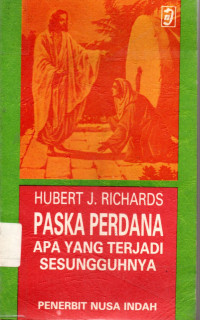 HUBERT J. RICHARDS
PASKA PERDANA
APA YANG TERJADI
SESUNGGUHNYA
PENERBIT NUSA INDAH